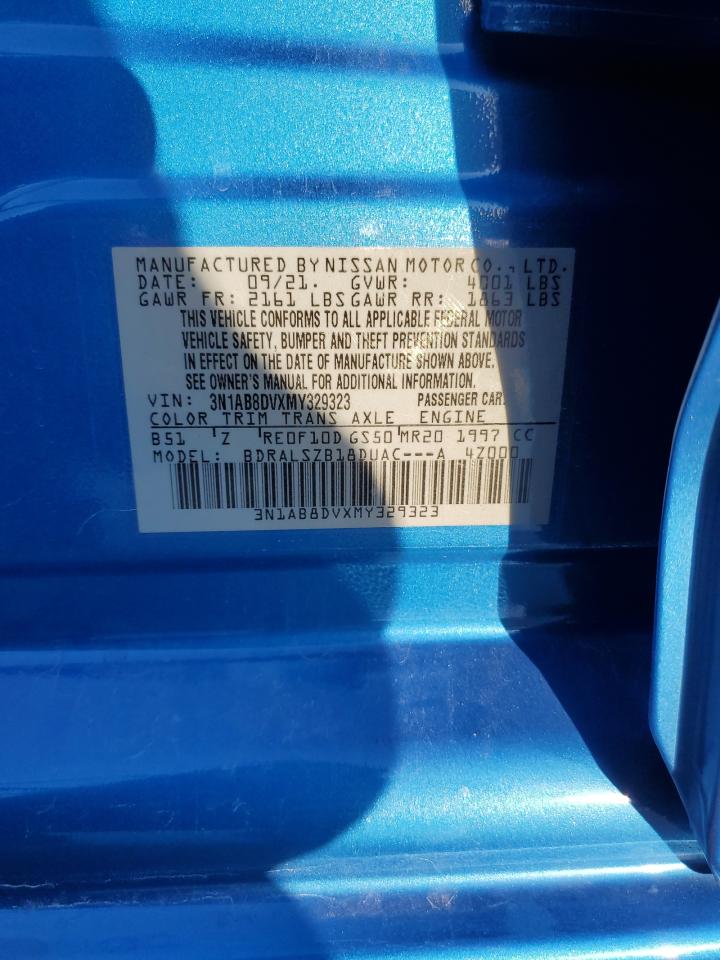 MANUFACTURED BY NISSAN MOTOR CO., LTD.
DATE: 09/21. GVWR: 4001 LBS
GAWR FR: 2161 LBS GAWR RR: 1863 LBS
THIS VEHICLE CONFORMS TO ALL APPLICABLE FEDERAL MOTOR
VEHICLE SAFETY, BUMPER AND THEFT PREVENTION STANDARDS
IN EFFECT ON THE DATE OF MANUFACTURE SHOWN ABOVE.
SEE OWNER'S MANUAL FOR ADDITIONAL INFORMATION.
VIN: 3N1AB8DVXMY329323 PASSENGER CAR
COLOR TRIM TRANS AXLE ENGINE
B51 Z RE0F10D GS50 MR20 1997 CC
MODEL: BDRALSZB18DUAC---A 4Z000
3N1AB8DVXMY329323